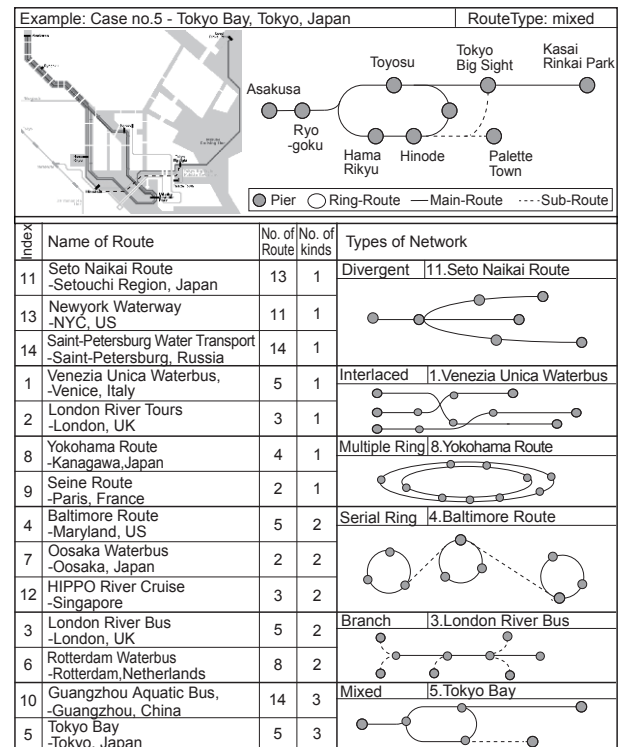 Example: Case no.5 - Tokyo Bay, Tokyo, Japan
RouteType: mixed
Asakusa
Ryo
-goku
Toyosu
Hama
Rikyu
Hinode
Tokyo
Big Sight
Palette
Town
Kasai
Rinkai Park
Pier Ring-Route Main-Route Sub-Route
Index
Name of Route
No. of
Route
No. of
kinds
Types of Network
11 Seto Naikai Route
-Setouchi Region, Japan
13 1
13 Newyork Waterway
-NYC, US
11 1
14 Saint-Petersburg Water Transport
-Saint-Petersburg, Russia
14 1
Divergent 11.Seto Naikai Route
1 Venezia Unica Waterbus,
-Venice, Italy
5 1
2 London River Tours
-London, UK
3 1
Interlaced 1.Venezia Unica Waterbus
8 Yokohama Route
-Kanagawa,Japan
4 1
9 Seine Route
-Paris, France
2 1
Multiple Ring 8.Yokohama Route
4 Baltimore Route
-Maryland, US
5 2
7 Oosaka Waterbus
-Oosaka, Japan
2 2
12 HIPPO River Cruise
-Singapore
3 2
Serial Ring 4.Baltimore Route
3 London River Bus
-London, UK
5 2
6 Rotterdam Waterbus
-Rotterdam,Netherlands
8 2
Branch 3.London River Bus
10 Guangzhou Aquatic Bus,
-Guangzhou, China
14 3
5 Tokyo Bay
-Tokyo, Japan
5 3
Mixed 5.Tokyo Bay